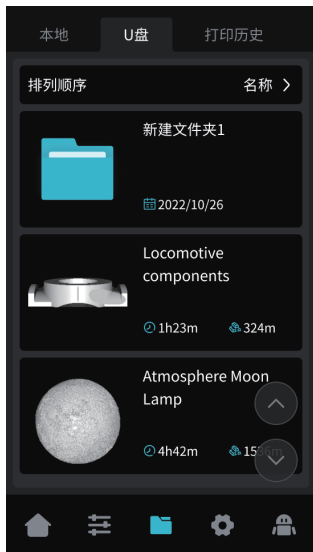 本地
U盘
打印历史
排列顺序
名称
新建文件夹1
2022/10/26
Locomotive
components
1h23m
324m
Atmosphere Moon
Lamp
4h42m